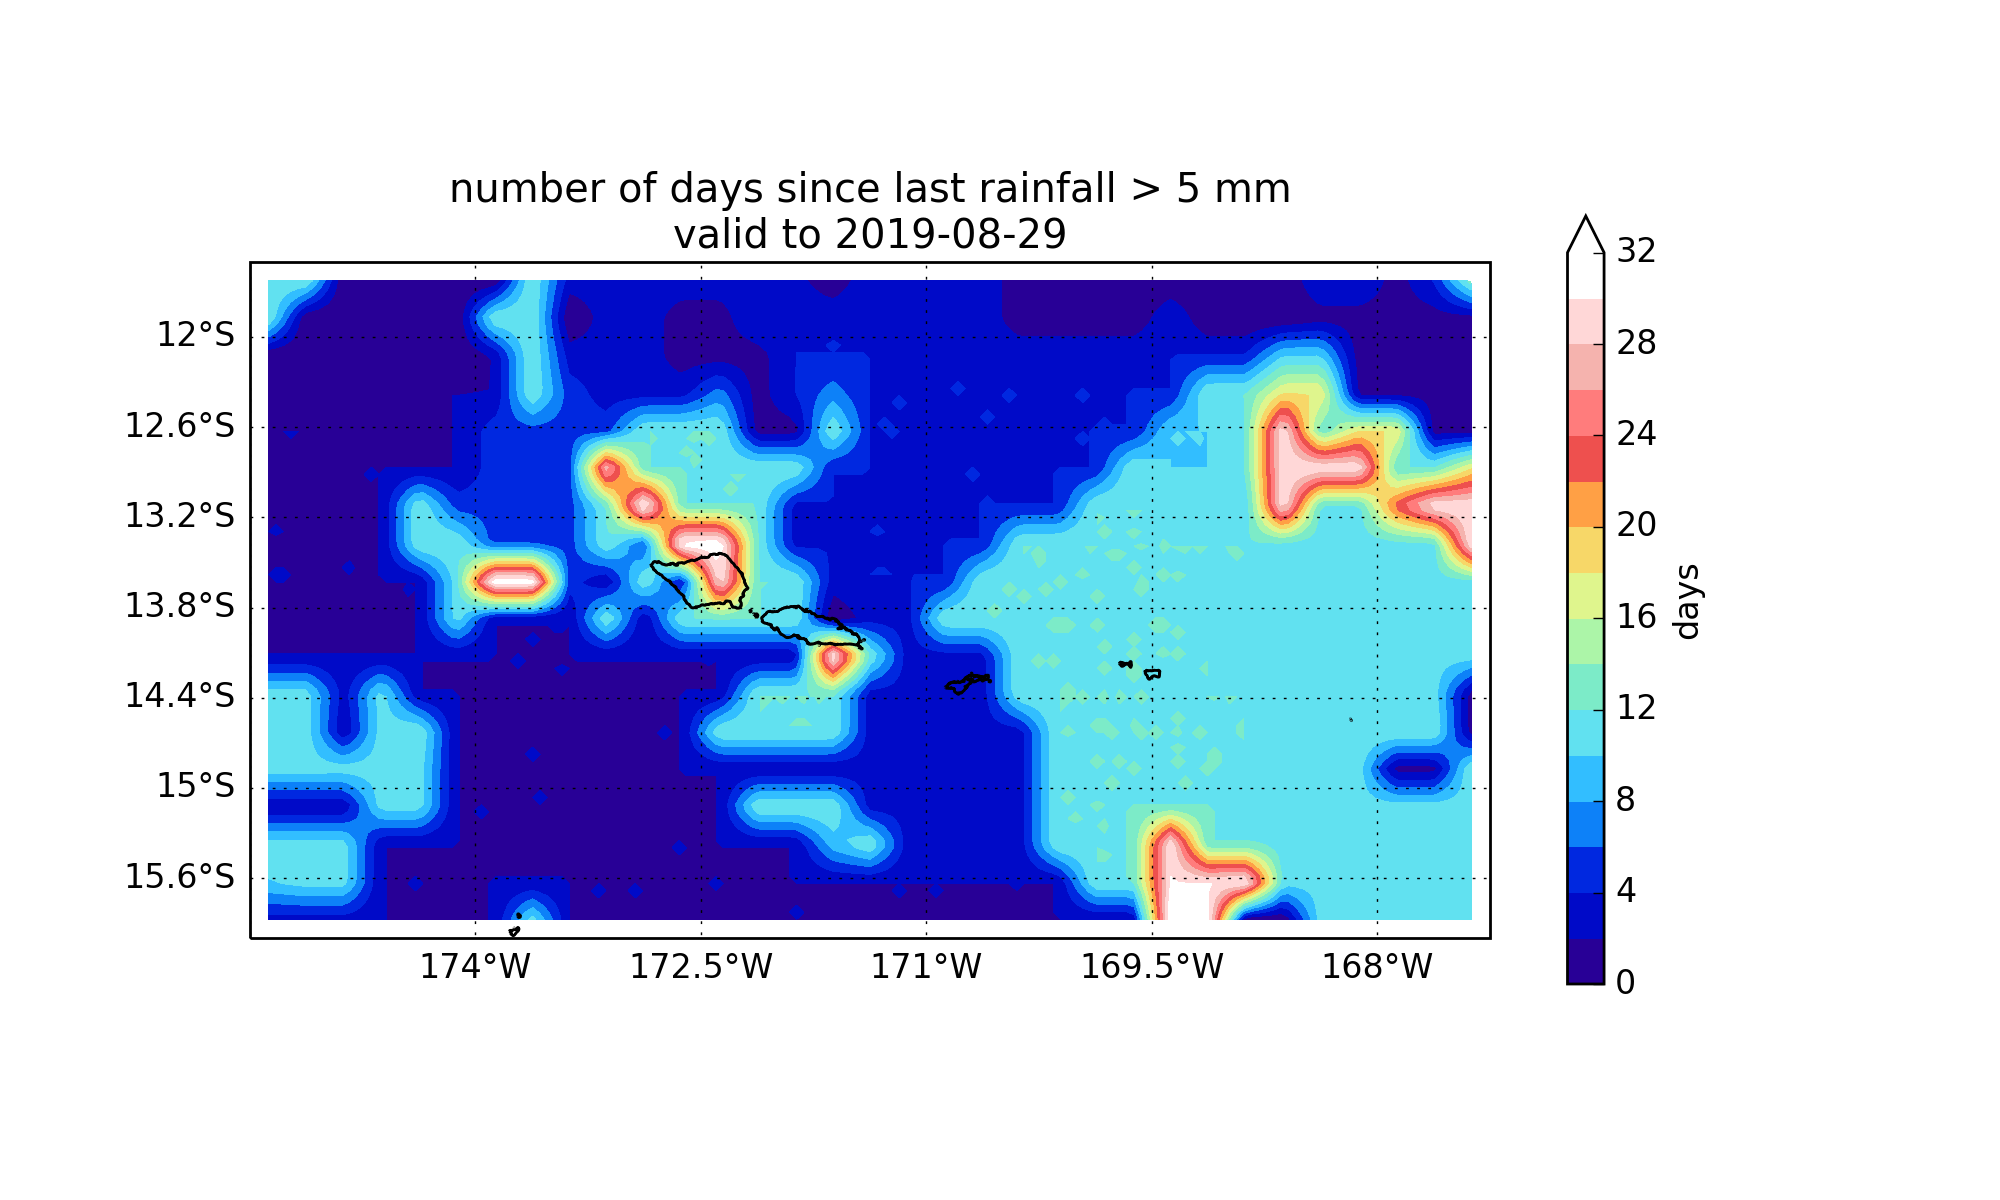 number of days since last rainfall > 5 mm
valid to 2019-08-29
12°S
12.6°S
13.2°S
13.8°S
14.4°S
15°S
15.6°S
174°W
172.5°W
171°W
169.5°W
168°W
32
28
24
20
16
12
8
4
0
days